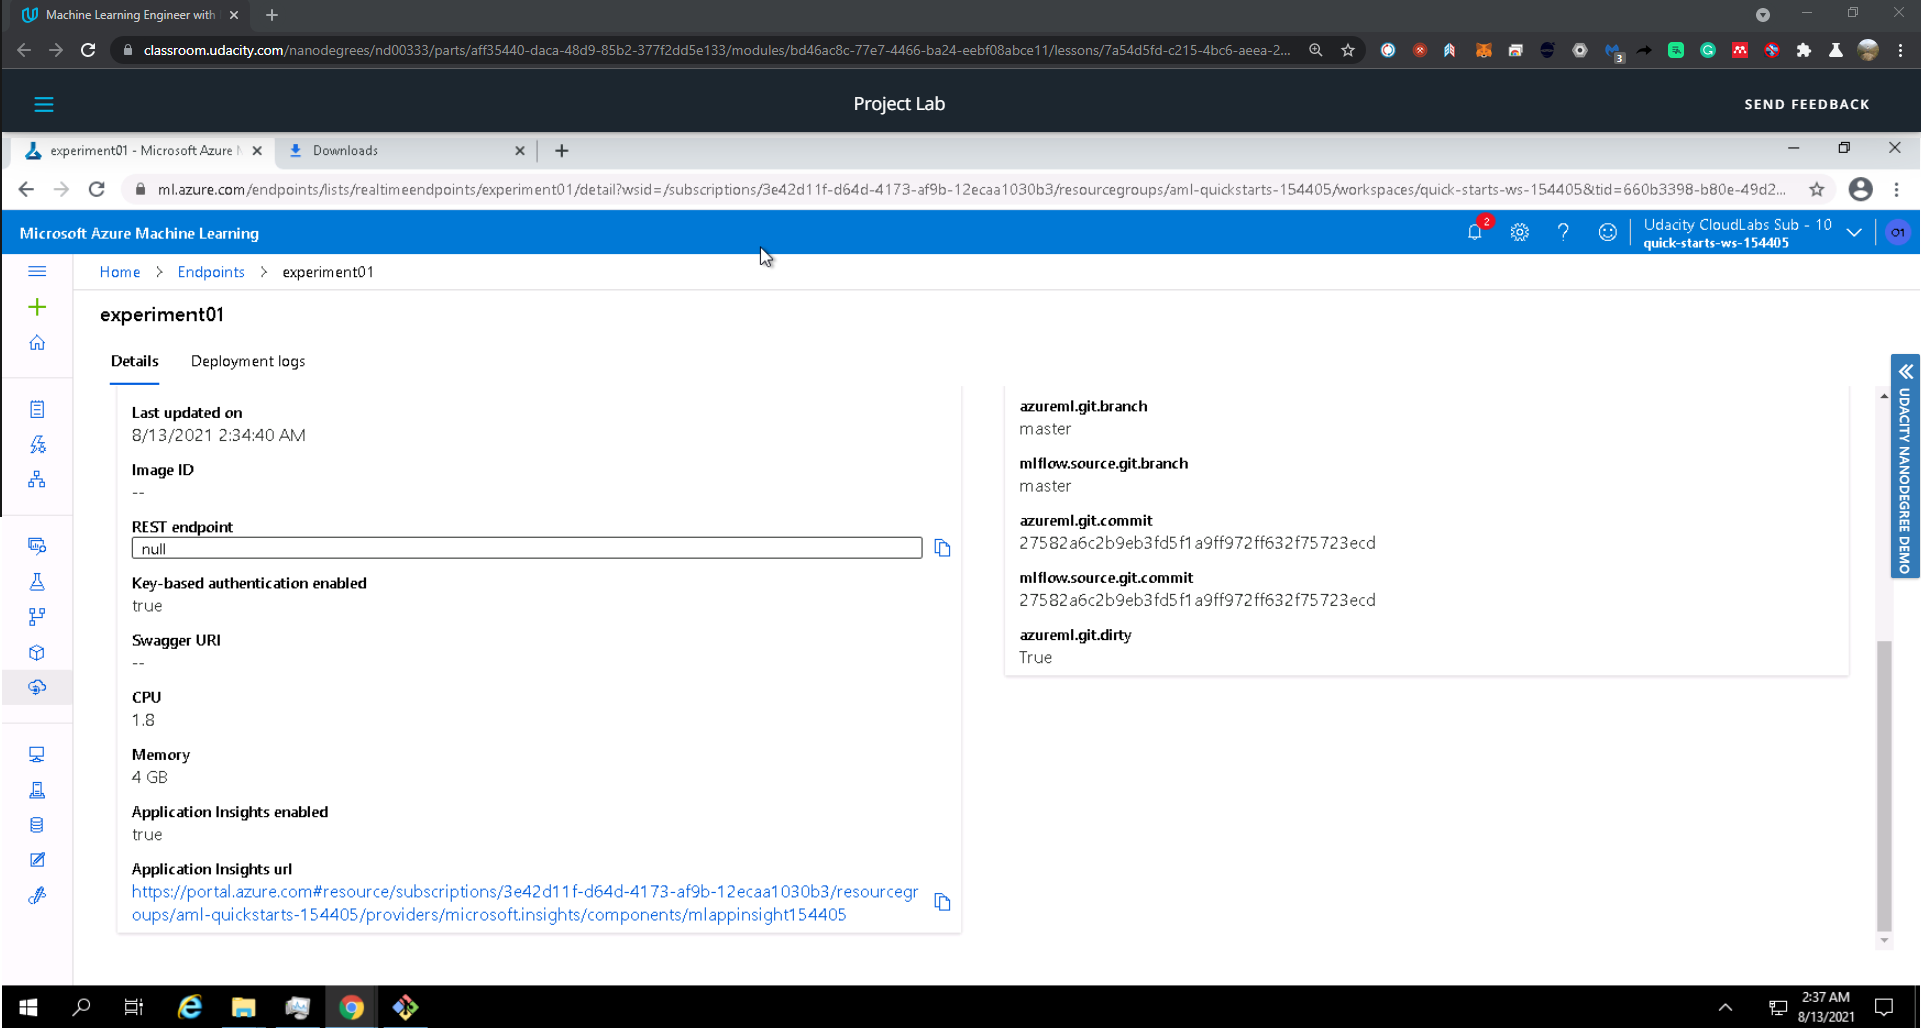 Machine Learning Engineer with
classroom.udacity.com/nanodegrees/nd00333/parts/aff35440-daca-48d9-85b2-377f2dd5e133/modules/bd46ac8c-77e7-4466-ba24-eebf08abce11/lessons/7a54d5fd-c215-4bc6-aeea-2...
3
Project Lab
SEND FEEDBACK
experiment01 - Microsoft Azure
Downloads
ml.azure.com/endpoints/lists/realtimeendpoints/experiment01/detail?wsid=/subscriptions/3e42d11f-d64d-4173-af9b-12ecaa1030b3/resourcegroups/aml-quickstarts-154405/workspaces/quick-starts-ws-154405&tid=660b3398-b80e-49d2...
Microsoft Azure Machine Learning
2
?
Udacity CloudLabs Sub - 10
quick-starts-ws-154405
O1
Home > Endpoints > experiment01
experiment01
Details
Deployment logs
Last updated on
8/13/2021 2:34:40 AM
Image ID
--
REST endpoint
null
Key-based authentication enabled
true
Swagger URI
--
CPU
1.8
Memory
4 GB
Application Insights enabled
true
Application Insights url
https://portal.azure.com#resource/subscriptions/3e42d11f-d64d-4173-af9b-12ecaa1030b3/resourcegr
oups/aml-quickstarts-154405/providers/microsoft.insights/components/mlappinsight154405
azureml.git.branch
master
mlflow.source.git.branch
master
azureml.git.commit
27582a6c2b9eb3fd5f1a9ff972ff632f75723ecd
mlflow.source.git.commit
27582a6c2b9eb3fd5f1a9ff972ff632f75723ecd
azureml.git.dirty
True
UDACITY NANODEGREE DEMO
2:37 AM
8/13/2021